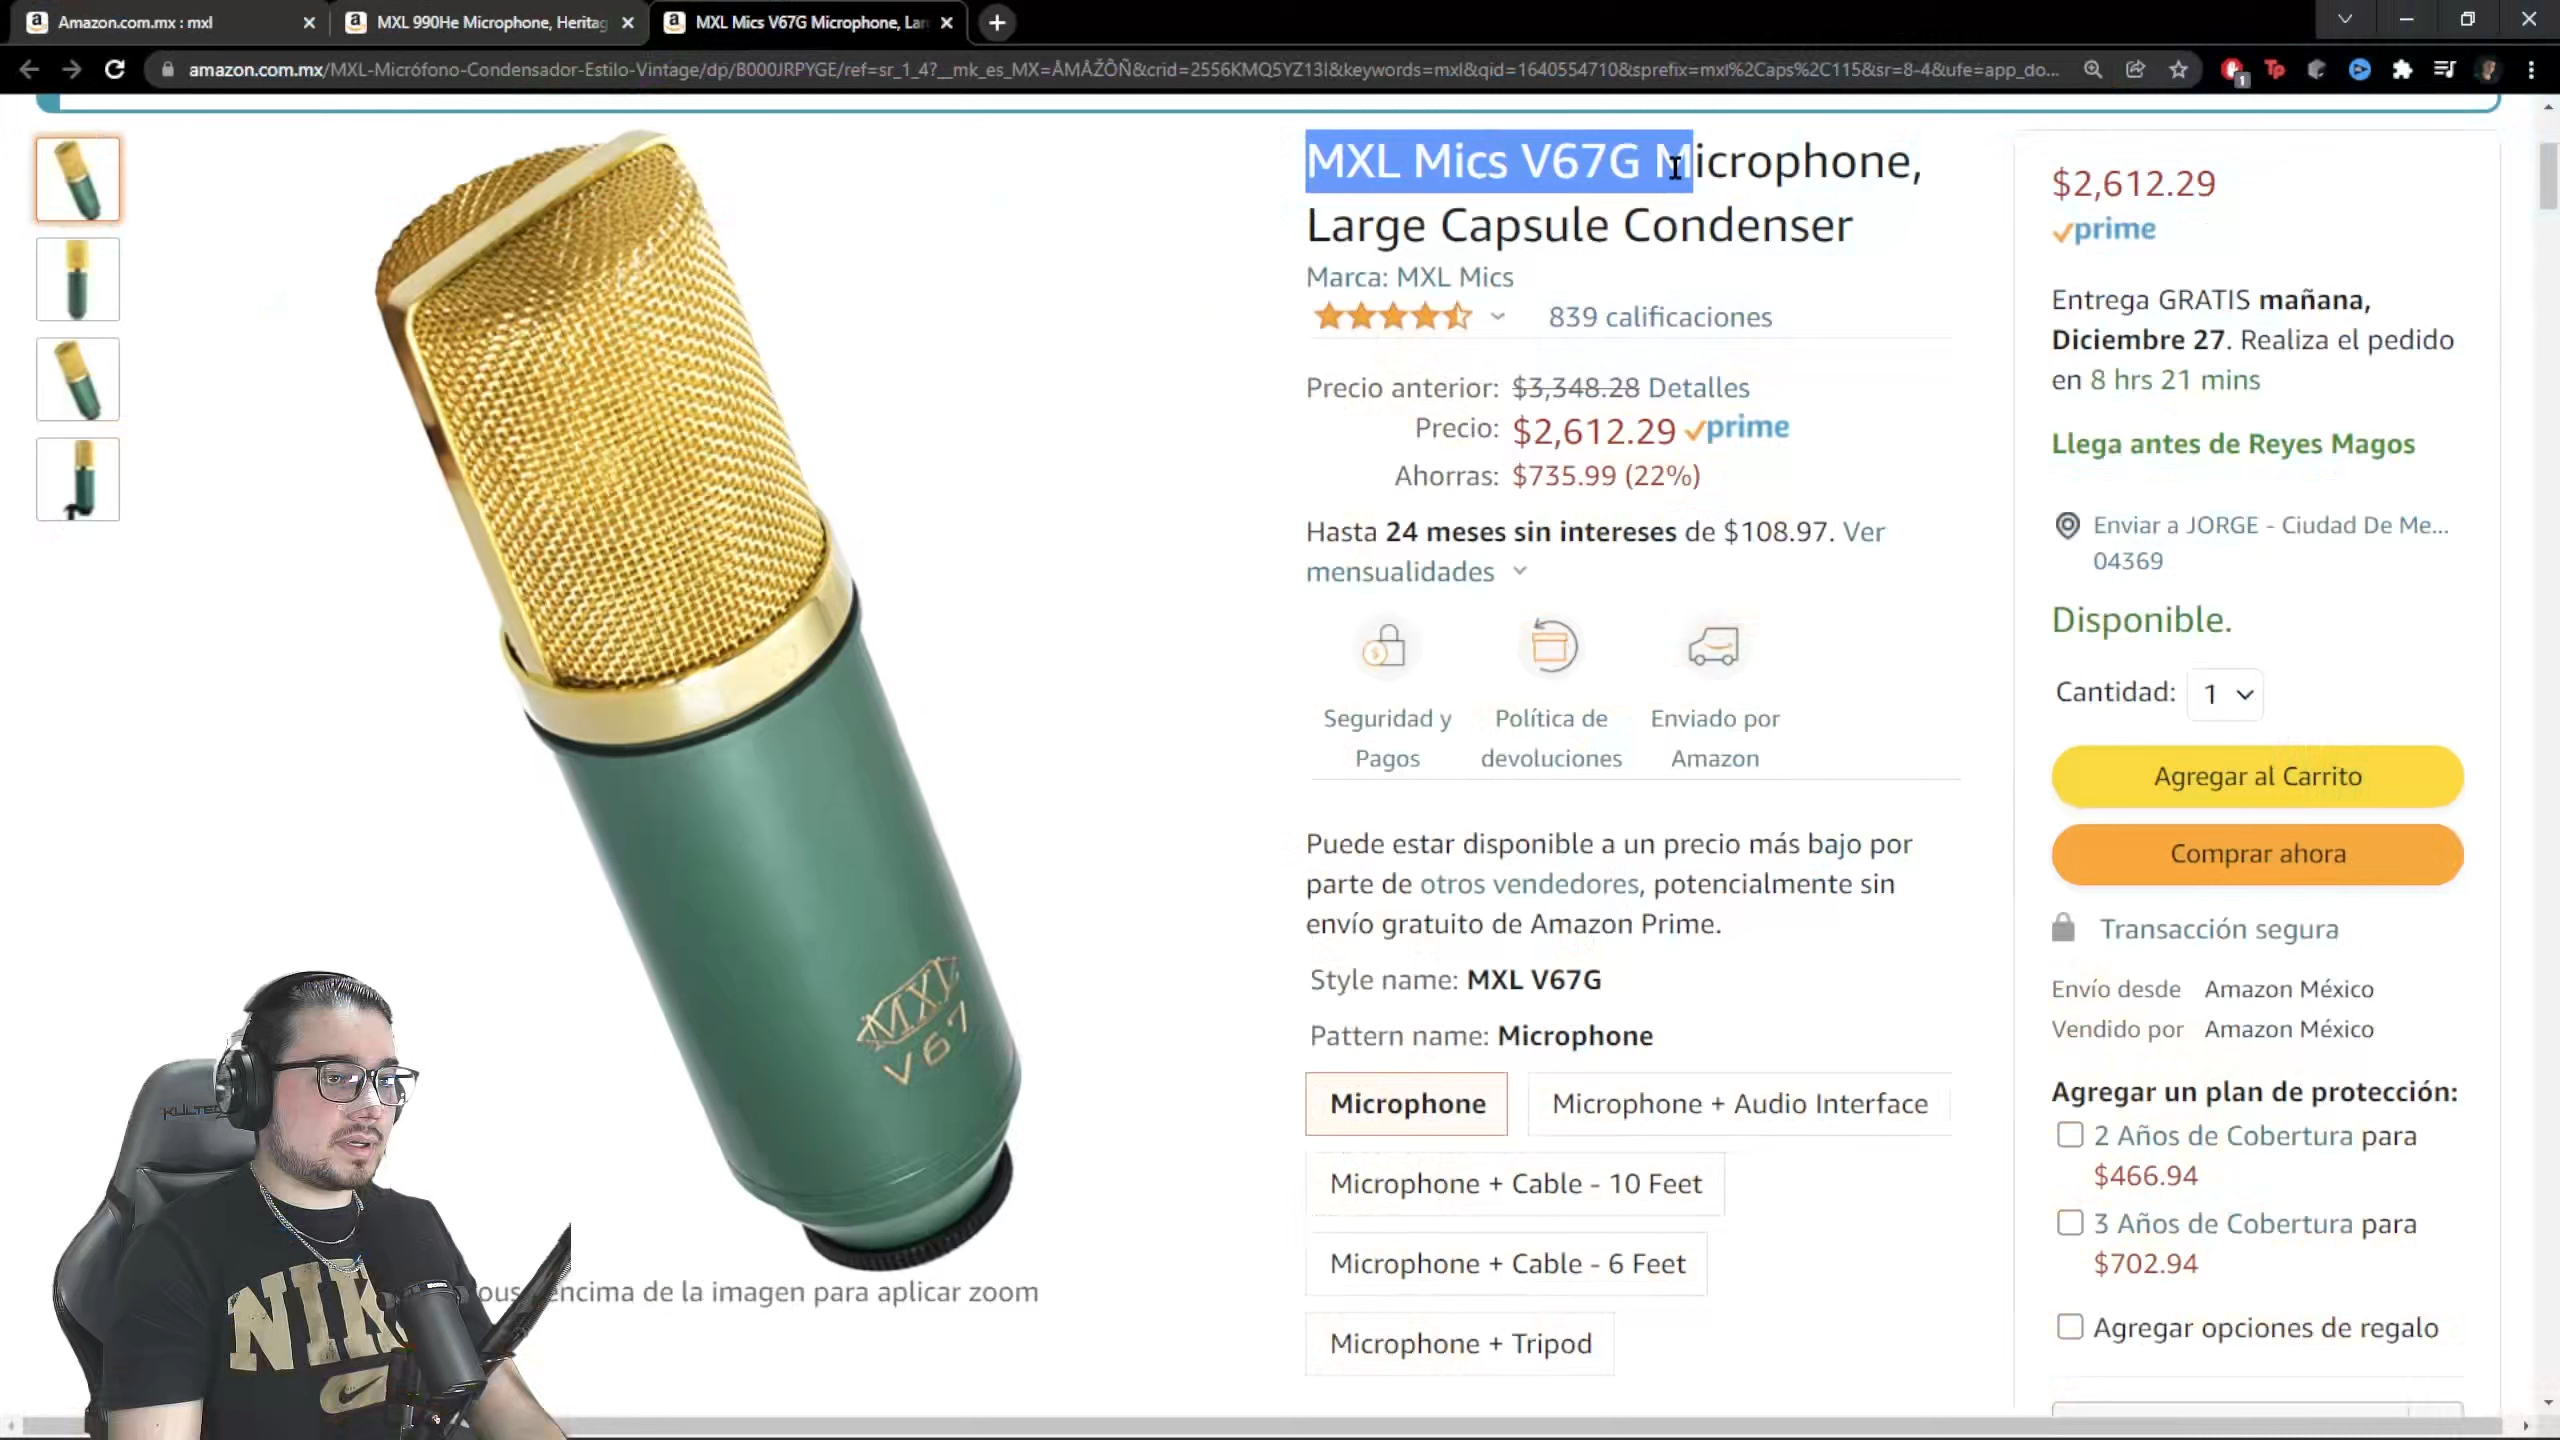 Amazon.com.mx : mxl
MXL 990He Microphone, Heritag
MXL Mics V67G Microphone, Lar
amazon.com.mx/MXL-Micrófono-Condensador-Estilo-Vintage/dp/B000JRPYGE/ref=sr_1_4?__mk_es_MX=ÅMÅŽÕÑ&crid=2556KMQ5YZ13I&keywords=mxl&qid=1640554710&sprefix=mxl%2Caps%2C115&sr=8-4&ufe=app_do...
MXL Mics V67G Microphone,
Large Capsule Condenser
Marca: MXL Mics
839 calificaciones
Precio anterior: $3,348.28 Detalles
Precio: $2,612.29 prime
Ahorras: $735.99 (22%)
Hasta 24 meses sin intereses de $108.97. Ver
mensualidades
Seguridad y
Pagos
Política de
devoluciones
Enviado por
Amazon
Puede estar disponible a un precio más bajo por
parte de otros vendedores, potencialmente sin
envío gratuito de Amazon Prime.
Style name: MXL V67G
Pattern name: Microphone
Microphone
Microphone + Audio Interface
Microphone + Cable - 10 Feet
Microphone + Cable - 6 Feet
Microphone + Tripod
$2,612.29
prime
Entrega GRATIS mañana,
Diciembre 27. Realiza el pedido
en 8 hrs 21 mins
Llega antes de Reyes Magos
Enviar a JORGE - Ciudad De Me...
04369
Disponible.
Cantidad: 1
Agregar al Carrito
Comprar ahora
Transacción segura
Envío desde Amazon México
Vendido por Amazon México
Agregar un plan de protección:
2 Años de Cobertura para
$466.94
3 Años de Cobertura para
$702.94
Agregar opciones de regalo
MXL
V67
encima de la imagen para aplicar zoom
NIK